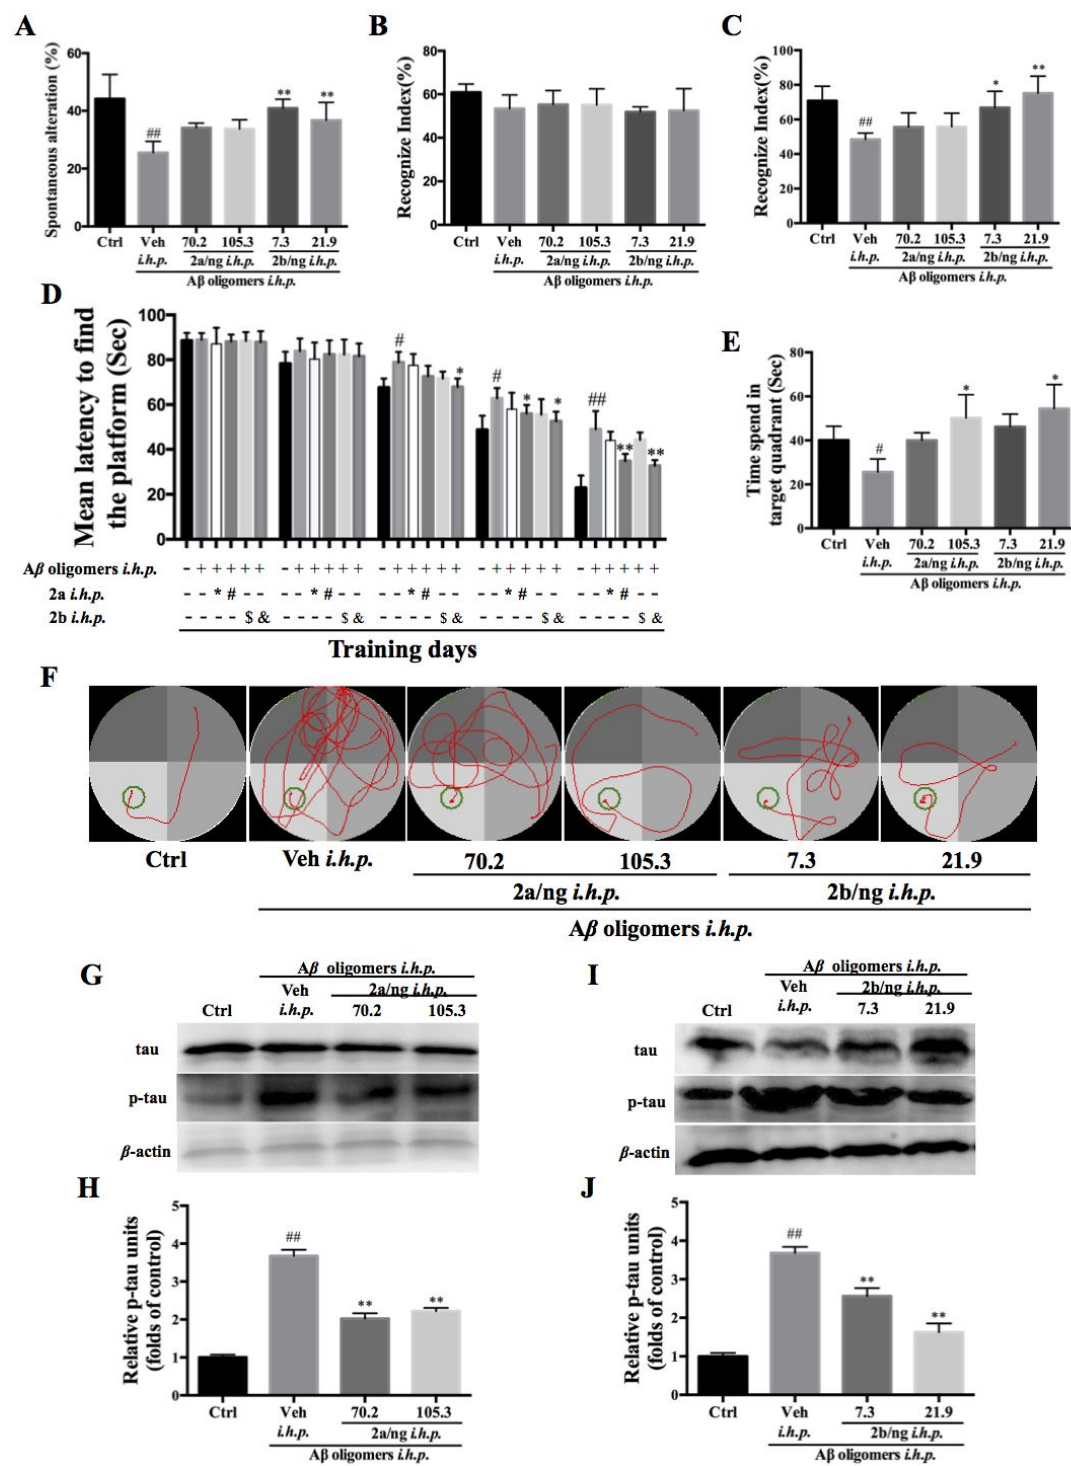 A
Spontaneous alteration (%)
60
40
20
0
##
**
**
Ctrl Veh 70.2 105.3 7.3 21.9
i.h.p. 2a/ng i.h.p. 2b/ng i.h.p.
Aβ oligomers i.h.p.
B
Recognize Index(%)
80
60
40
20
0
Ctrl Veh 70.2 105.3 7.3 21.9
i.h.p. 2a/ng i.h.p. 2b/ng i.h.p.
Aβ oligomers i.h.p.
C
Recognize Index(%)
100
80
60
40
20
0
##
*
**
Ctrl Veh 70.2 105.3 7.3 21.9
i.h.p. 2a/ng i.h.p. 2b/ng i.h.p.
Aβ oligomers i.h.p.
D
Mean latency to find
the platform (Sec)
100
80
60
40
20
0
#
*
#
*
*
##
**
**
Aβ oligomers i.h.p. - + + + + + - + + + + + - + + + + + - + + + + + - + + + + +
2a i.h.p. - - * # - - - - * # - - - - * # - - - - * # - - - - * # - -
2b i.h.p. - - - - $ & - - - - $ & - - - - $ & - - - - $ & - - - - $ &
Training days
E
Time spend in
target quadrant (Sec)
80
60
40
20
0
#
*
*
Ctrl Veh 70.2 105.3 7.3 21.9
i.h.p. 2a/ng i.h.p. 2b/ng i.h.p.
Aβ oligomers i.h.p.
F
Ctrl Veh i.h.p. 70.2 105.3 7.3 21.9
2a/ng i.h.p. 2b/ng i.h.p.
Aβ oligomers i.h.p.
G
Aβ oligomers i.h.p.
Veh 2a/ng i.h.p.
Ctrl i.h.p. 70.2 105.3
tau
p-tau
β-actin
I
Aβ oligomers i.h.p.
Veh 2b/ng i.h.p.
Ctrl i.h.p. 7.3 21.9
tau
p-tau
β-actin
H
Relative p-tau units
(folds of control)
5
4
3
2
1
0
##
**
**
Ctrl Veh 70.2 105.3
i.h.p. 2a/ng i.h.p.
Aβ oligomers i.h.p.
J
Relative p-tau units
(folds of control)
5
4
3
2
1
0
##
**
**
Ctrl Veh 7.3 21.9
i.h.p. 2b/ng i.h.p.
Aβ oligomers i.h.p.